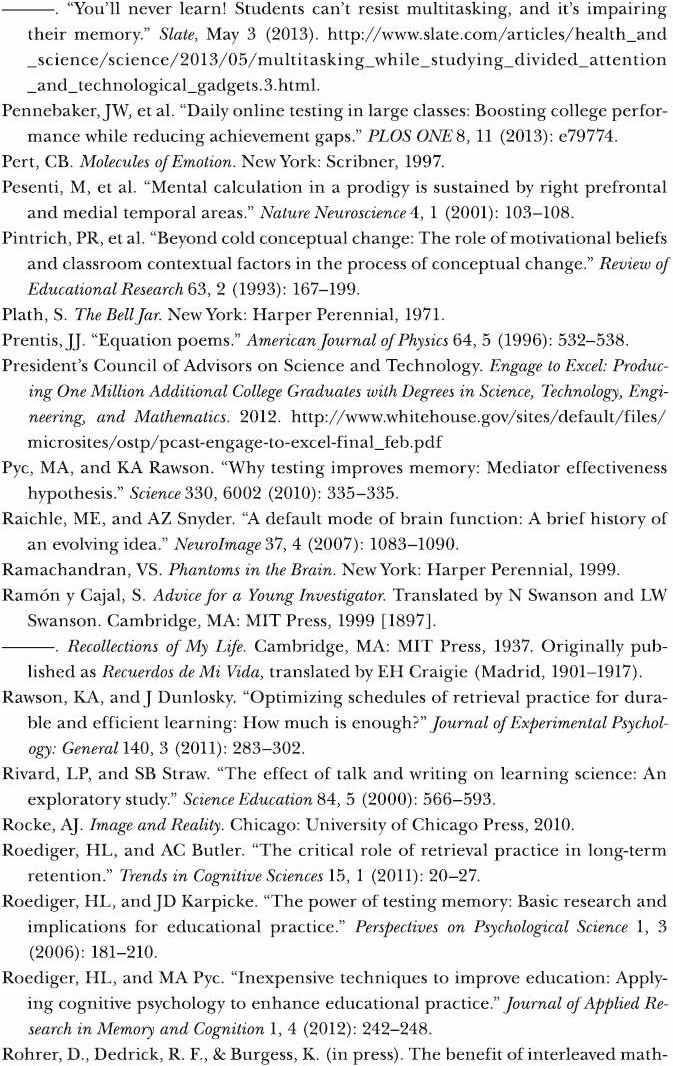 ———. “You’ll never learn! Students can’t resist multitasking, and it’s impairing
their memory.” Slate, May 3 (2013). http://www.slate.com/articles/health_and
_science/science/2013/05/multitasking_while_studying_divided_attention
_and_technological_gadgets.3.html.
Pennebaker, JW, et al. “Daily online testing in large classes: Boosting college perfor-
mance while reducing achievement gaps.” PLOS ONE 8, 11 (2013): e79774.
Pert, CB. Molecules of Emotion. New York: Scribner, 1997.
Pesenti, M, et al. “Mental calculation in a prodigy is sustained by right prefrontal
and medial temporal areas.” Nature Neuroscience 4, 1 (2001): 103–108.
Pintrich, PR, et al. “Beyond cold conceptual change: The role of motivational beliefs
and classroom contextual factors in the process of conceptual change.” Review of
Educational Research 63, 2 (1993): 167–199.
Plath, S. The Bell Jar. New York: Harper Perennial, 1971.
Prentis, JJ. “Equation poems.” American Journal of Physics 64, 5 (1996): 532–538.
President’s Council of Advisors on Science and Technology. Engage to Excel: Produc-
ing One Million Additional College Graduates with Degrees in Science, Technology, Engi-
neering, and Mathematics. 2012. http://www.whitehouse.gov/sites/default/files/
microsites/ostp/pcast-engage-to-excel-final_feb.pdf
Pyc, MA, and KA Rawson. “Why testing improves memory: Mediator effectiveness
hypothesis.” Science 330, 6002 (2010): 335–335.
Raichle, ME, and AZ Snyder. “A default mode of brain function: A brief history of
an evolving idea.” NeuroImage 37, 4 (2007): 1083–1090.
Ramachandran, VS. Phantoms in the Brain. New York: Harper Perennial, 1999.
Ramón y Cajal, S. Advice for a Young Investigator. Translated by N Swanson and LW
Swanson. Cambridge, MA: MIT Press, 1999 [1897].
———. Recollections of My Life. Cambridge, MA: MIT Press, 1937. Originally pub-
lished as Recuerdos de Mi Vida, translated by EH Craigie (Madrid, 1901–1917).
Rawson, KA, and J Dunlosky. “Optimizing schedules of retrieval practice for dura-
ble and efficient learning: How much is enough?” Journal of Experimental Psychol-
ogy: General 140, 3 (2011): 283–302.
Rivard, LP, and SB Straw. “The effect of talk and writing on learning science: An
exploratory study.” Science Education 84, 5 (2000): 566–593.
Rocke, AJ. Image and Reality. Chicago: University of Chicago Press, 2010.
Roediger, HL, and AC Butler. “The critical role of retrieval practice in long-term
retention.” Trends in Cognitive Sciences 15, 1 (2011): 20–27.
Roediger, HL, and JD Karpicke. “The power of testing memory: Basic research and
implications for educational practice.” Perspectives on Psychological Science 1, 3
(2006): 181–210.
Roediger, HL, and MA Pyc. “Inexpensive techniques to improve education: Apply-
ing cognitive psychology to enhance educational practice.” Journal of Applied Re-
search in Memory and Cognition 1, 4 (2012): 242–248.
Rohrer, D., Dedrick, R. F., & Burgess, K. (in press). The benefit of interleaved math-